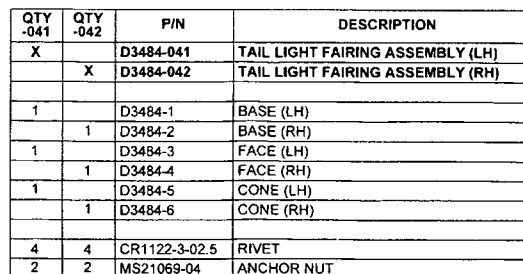 QTY -041 QTY -042 P/N DESCRIPTION
X D3484-041 TAIL LIGHT FAIRING ASSEMBLY (LH)
X D3484-042 TAIL LIGHT FAIRING ASSEMBLY (RH)
1 D3484-1 BASE (LH)
1 D3484-2 BASE (RH)
1 D3484-3 FACE (LH)
1 D3484-4 FACE (RH)
1 D3484-5 CONE (LH)
1 D3484-6 CONE (RH)
4 4 CR1122-3-02.5 RIVET
2 2 MS21069-04 ANCHOR NUT